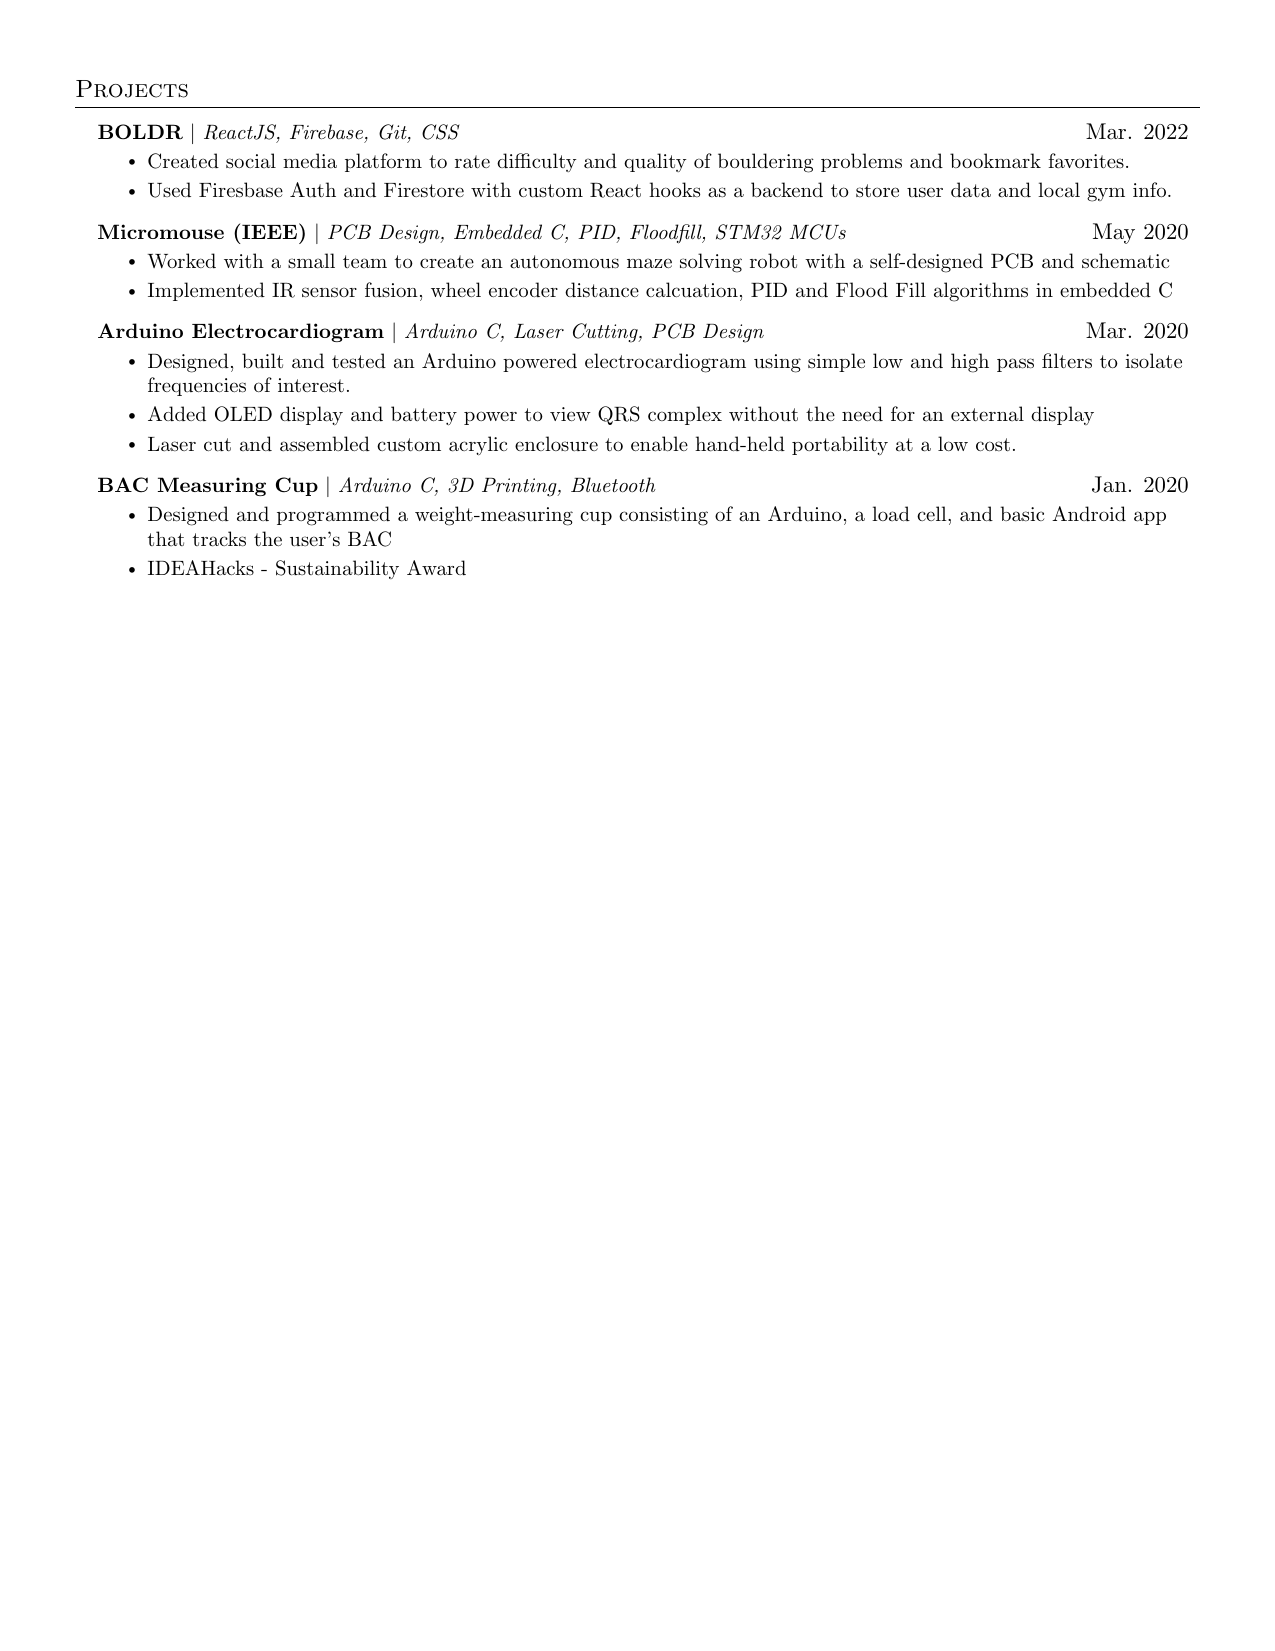 Projects
BOLDR | ReactJS, Firebase, Git, CSS Mar. 2022
• Created social media platform to rate difficulty and quality of bouldering problems and bookmark favorites.
• Used Firesbase Auth and Firestore with custom React hooks as a backend to store user data and local gym info.
Micromouse (IEEE) | PCB Design, Embedded C, PID, Floodfill, STM32 MCUs May 2020
• Worked with a small team to create an autonomous maze solving robot with a self-designed PCB and schematic
• Implemented IR sensor fusion, wheel encoder distance calcuation, PID and Flood Fill algorithms in embedded C
Arduino Electrocardiogram | Arduino C, Laser Cutting, PCB Design Mar. 2020
• Designed, built and tested an Arduino powered electrocardiogram using simple low and high pass filters to isolate
frequencies of interest.
• Added OLED display and battery power to view QRS complex without the need for an external display
• Laser cut and assembled custom acrylic enclosure to enable hand-held portability at a low cost.
BAC Measuring Cup | Arduino C, 3D Printing, Bluetooth Jan. 2020
• Designed and programmed a weight-measuring cup consisting of an Arduino, a load cell, and basic Android app
that tracks the user's BAC
• IDEAHacks - Sustainability Award